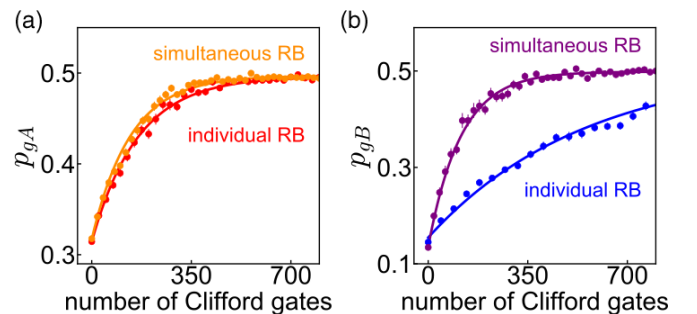 (a)
simultaneous RB
individual RB
p_gA
0.5
0.4
0.3
0 350 700
number of Clifford gates
(b)
simultaneous RB
individual RB
p_gB
0.5
0.3
0.1
0 350 700
number of Clifford gates